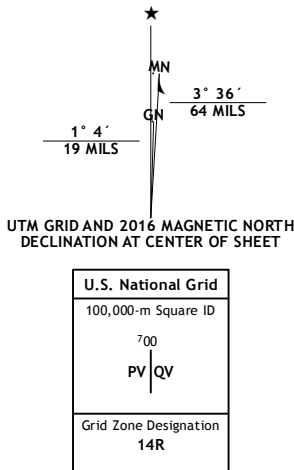 ★
MN
3° 36´
64 MILS
GN
1° 4´
19 MILS
UTM GRID AND 2016 MAGNETIC NORTH
DECLINATION AT CENTER OF SHEET
U.S. National Grid
100,000-m Square ID
⁷00
PV QV
Grid Zone Designation
14R